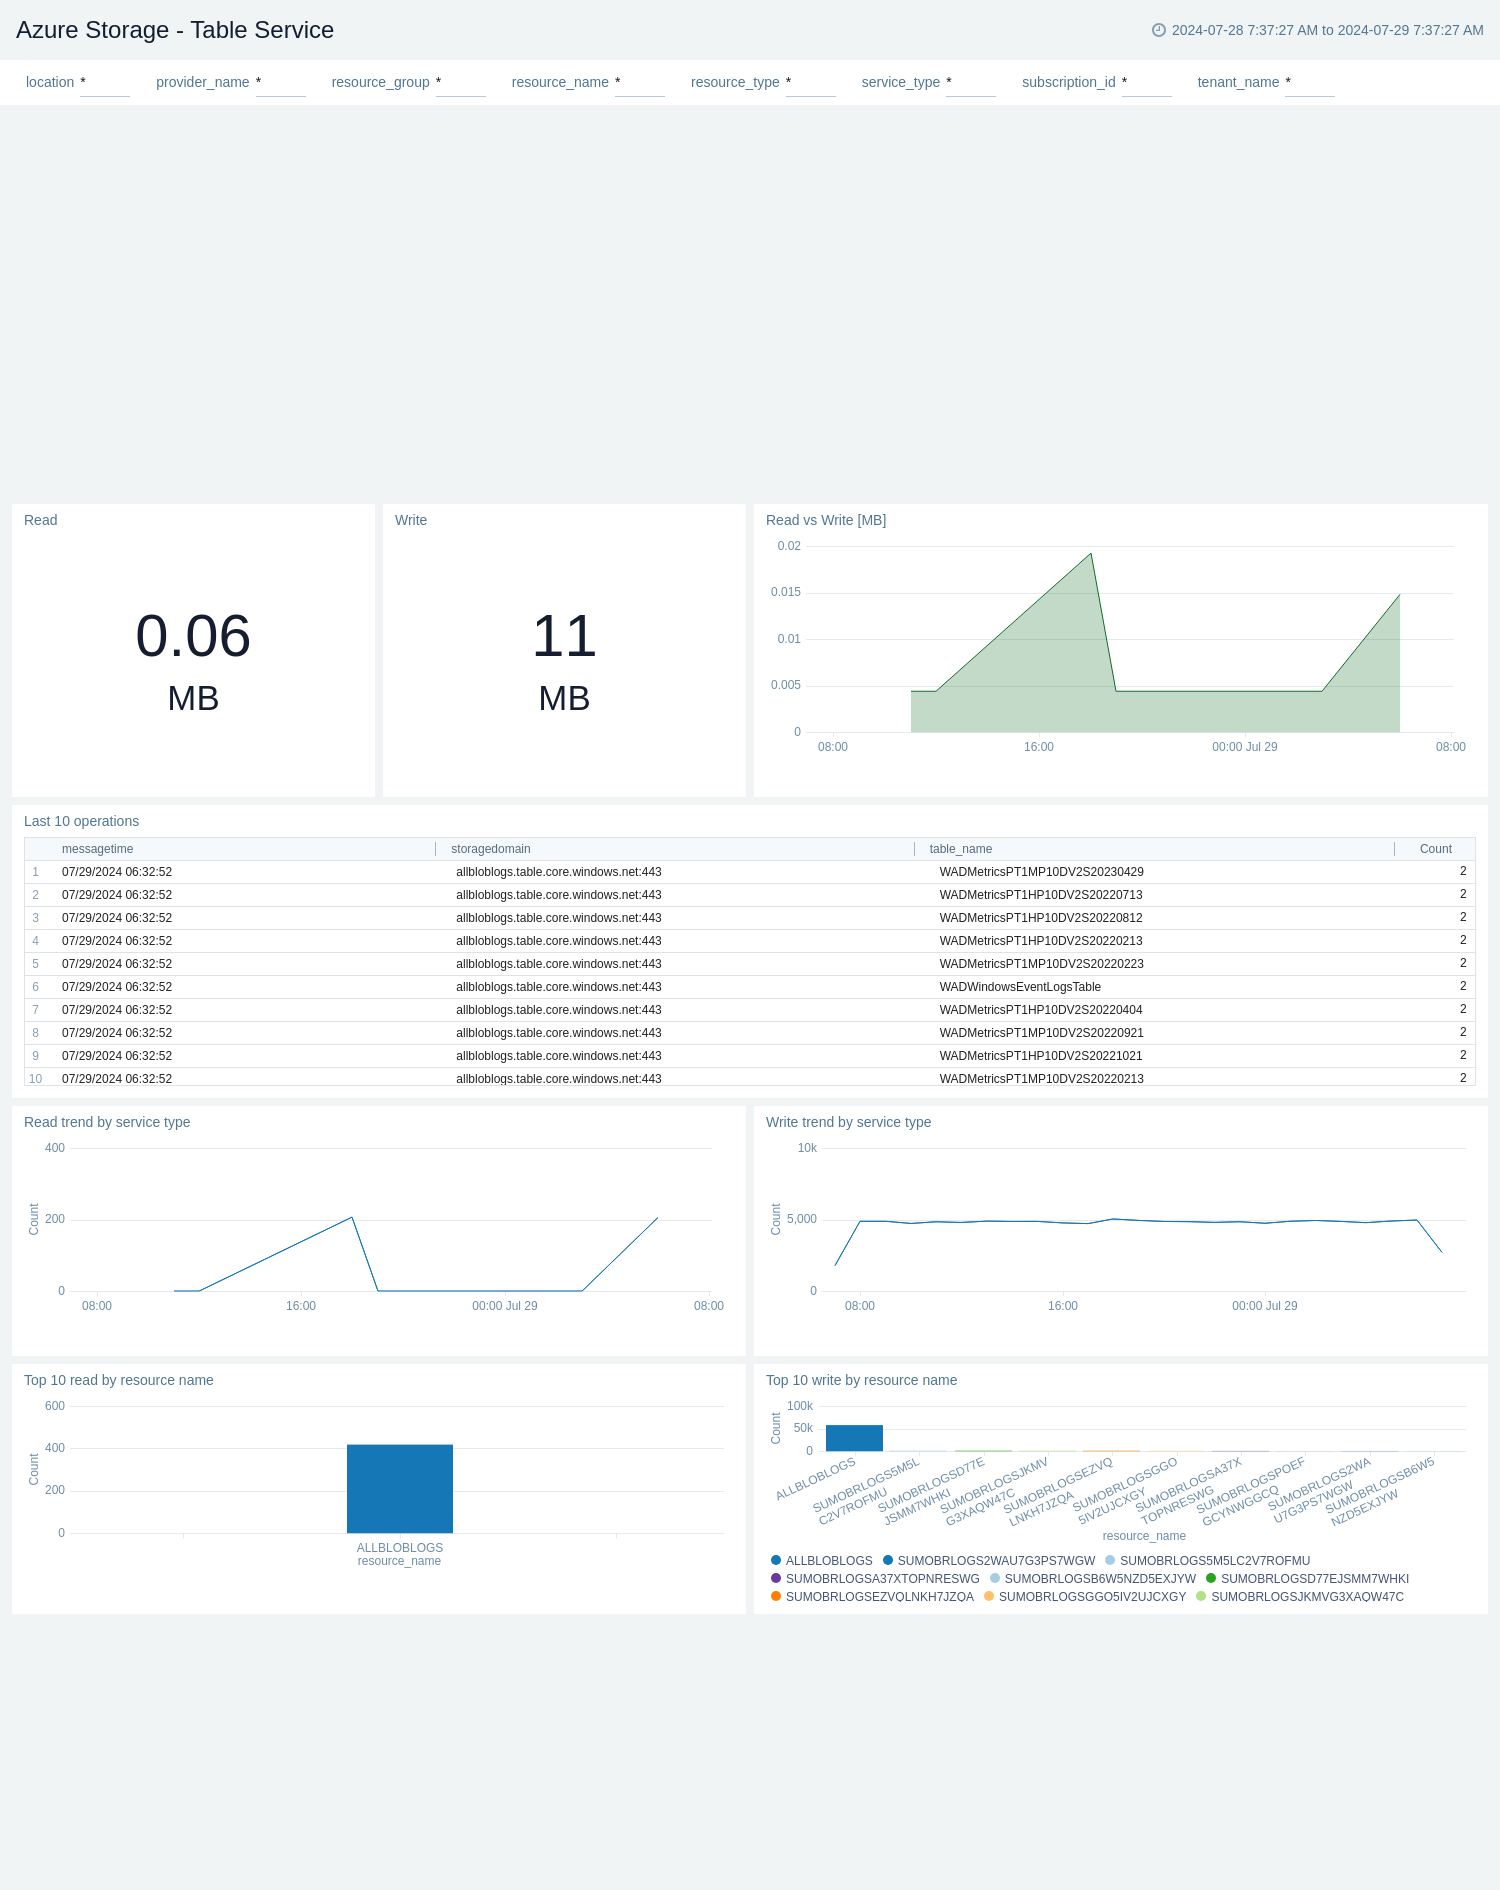 Azure Storage - Table Service
2024-07-28 7:37:27 AM to 2024-07-29 7:37:27 AM
location * provider_name * resource_group * resource_name * resource_type * service_type * subscription_id * tenant_name *
Read
0.06
MB
Write
11
MB
Read vs Write [MB]
0.02
0.015
0.01
0.005
0
08:00 16:00 00:00 Jul 29 08:00
Last 10 operations
messagetime storagedomain table_name Count
1 07/29/2024 06:32:52 allbloblogs.table.core.windows.net:443 WADMetricsPT1MP10DV2S20230429 2
2 07/29/2024 06:32:52 allbloblogs.table.core.windows.net:443 WADMetricsPT1HP10DV2S20220713 2
3 07/29/2024 06:32:52 allbloblogs.table.core.windows.net:443 WADMetricsPT1HP10DV2S20220812 2
4 07/29/2024 06:32:52 allbloblogs.table.core.windows.net:443 WADMetricsPT1HP10DV2S20220213 2
5 07/29/2024 06:32:52 allbloblogs.table.core.windows.net:443 WADMetricsPT1MP10DV2S20220223 2
6 07/29/2024 06:32:52 allbloblogs.table.core.windows.net:443 WADWindowsEventLogsTable 2
7 07/29/2024 06:32:52 allbloblogs.table.core.windows.net:443 WADMetricsPT1HP10DV2S20220404 2
8 07/29/2024 06:32:52 allbloblogs.table.core.windows.net:443 WADMetricsPT1MP10DV2S20220921 2
9 07/29/2024 06:32:52 allbloblogs.table.core.windows.net:443 WADMetricsPT1HP10DV2S20221021 2
10 07/29/2024 06:32:52 allbloblogs.table.core.windows.net:443 WADMetricsPT1MP10DV2S20220213 2
Read trend by service type
Count
400
200
0
08:00 16:00 00:00 Jul 29 08:00
Write trend by service type
Count
10k
5,000
0
08:00 16:00 00:00 Jul 29
Top 10 read by resource name
Count
600
400
200
0
ALLBLOBLOGS
resource_name
Top 10 write by resource name
Count
100k
50k
0
ALLBLOBLOGS
SUMOBRLOGS5M5L
C2V7ROFMU
SUMOBRLOGSD77E
JSMM7WHKI
SUMOBRLOGSJKMV
G3XAQW47C
SUMOBRLOGSEZVQ
LNKH7JZQA
SUMOBRLOGSGGO
5IV2UJCXGY
SUMOBRLOGSA37X
TOPNRESWG
SUMOBRLOGSPOEF
GCYNWGGCQ
SUMOBRLOGS2WA
U7G3PS7WGW
SUMOBRLOGSB6W5
NZD5EXJYW
resource_name
ALLBLOBLOGS SUMOBRLOGS2WAU7G3PS7WGW SUMOBRLOGS5M5LC2V7ROFMU
SUMOBRLOGSA37XTOPNRESWG SUMOBRLOGSB6W5NZD5EXJYW SUMOBRLOGSD77EJSMM7WHKI
SUMOBRLOGSEZVQLNKH7JZQA SUMOBRLOGSGGO5IV2UJCXGY SUMOBRLOGSJKMVG3XAQW47C